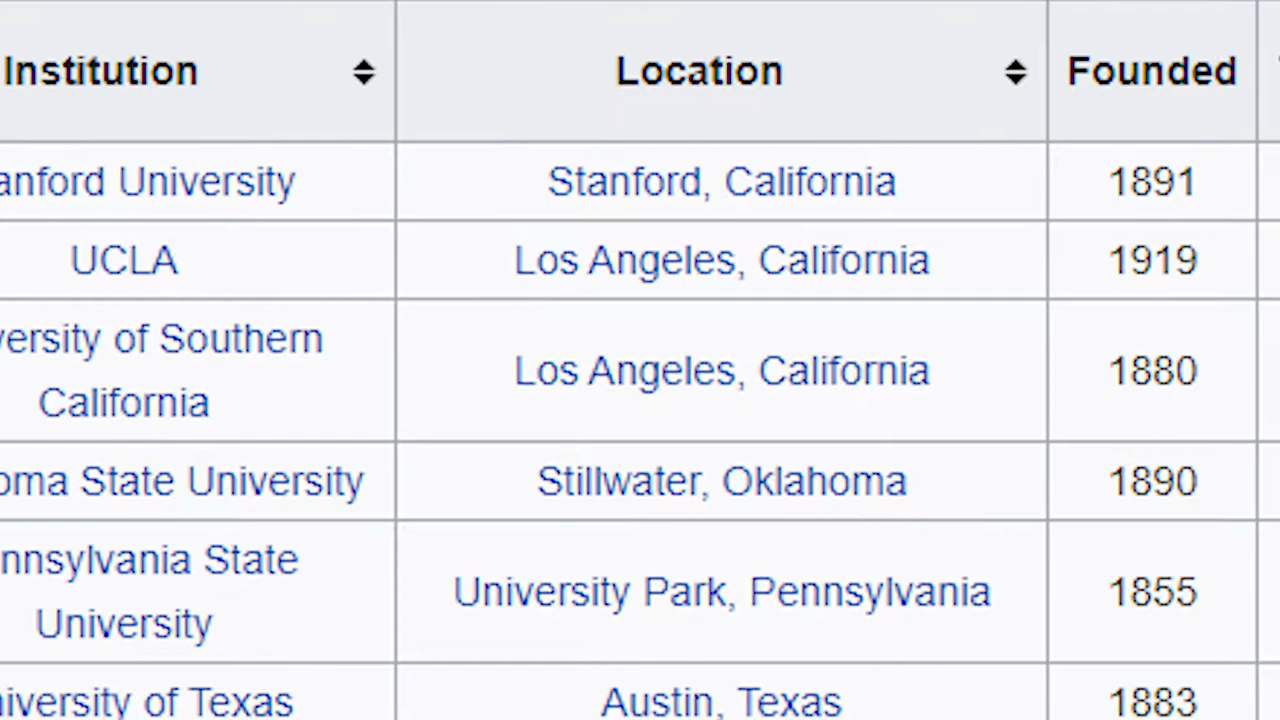 Institution Location Founded
anford University Stanford, California 1891
UCLA Los Angeles, California 1919
versity of Southern
California Los Angeles, California 1880
oma State University Stillwater, Oklahoma 1890
nnsylvania State
University University Park, Pennsylvania 1855
iversity of Texas Austin, Texas 1883